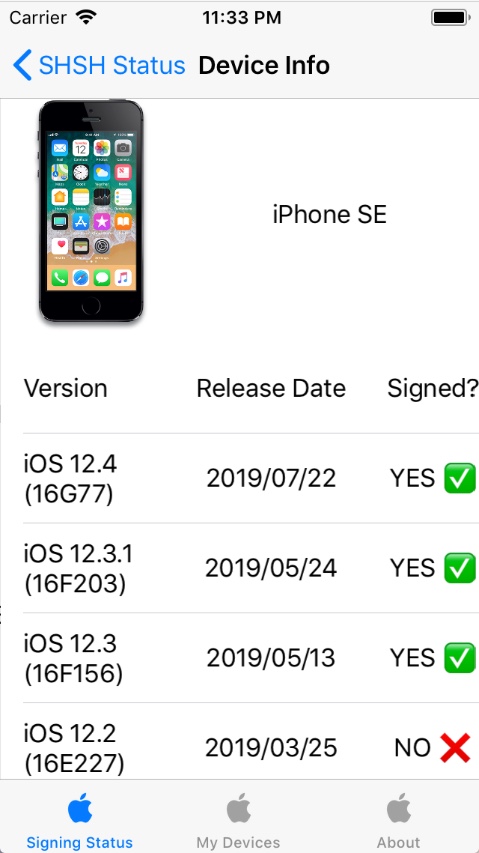 Carrier 11:33 PM
SHSH Status Device Info
iPhone SE
Version Release Date Signed?
iOS 12.4
(16G77)
2019/07/22 YES
iOS 12.3.1
(16F203)
2019/05/24 YES
iOS 12.3
(16F156)
2019/05/13 YES
iOS 12.2
(16E227)
2019/03/25 NO
Signing Status My Devices About